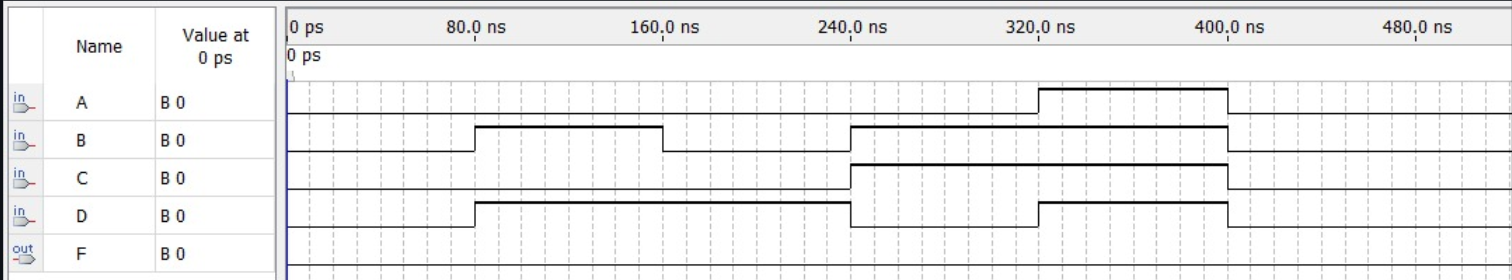 Name
Value at
0 ps
0 ps 80.0 ns 160.0 ns 240.0 ns 320.0 ns 400.0 ns 480.0 ns
0 ps
in A B 0
in B B 0
in C B 0
in D B 0
out F B 0